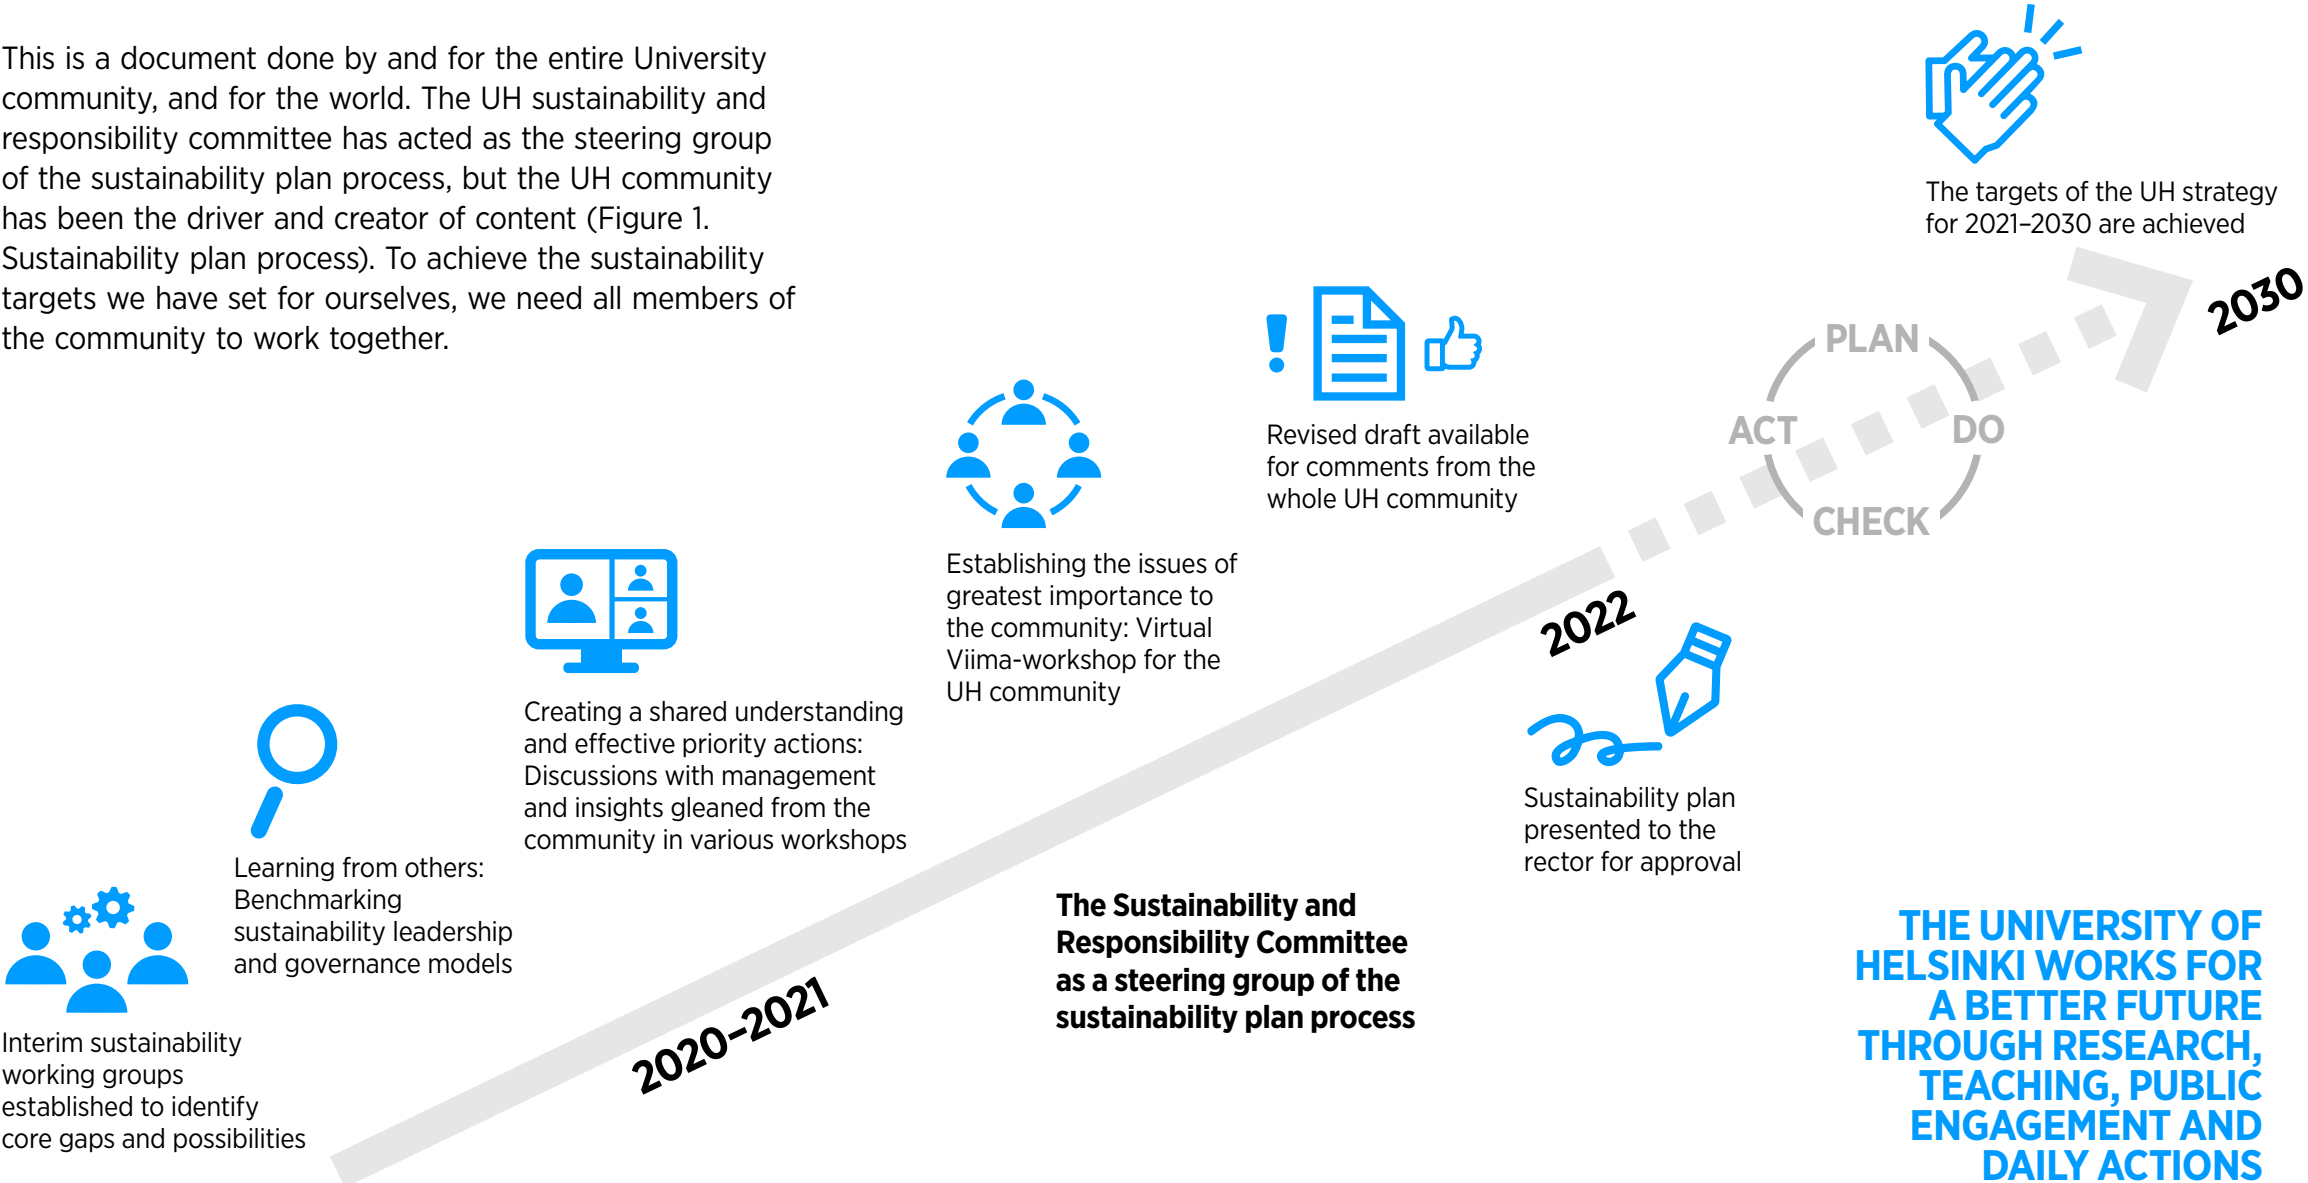 This is a document done by and for the entire University
community, and for the world. The UH sustainability and
responsibility committee has acted as the steering group
of the sustainability plan process, but the UH community
has been the driver and creator of content (Figure 1.
Sustainability plan process). To achieve the sustainability
targets we have set for ourselves, we need all members of
the community to work together.
Interim sustainability
working groups
established to identify
core gaps and possibilities
Learning from others:
Benchmarking
sustainability leadership
and governance models
Creating a shared understanding
and effective priority actions:
Discussions with management
and insights gleaned from the
community in various workshops
Establishing the issues of
greatest importance to
the community: Virtual
Viima-workshop for the
UH community
Revised draft available
for comments from the
whole UH community
2020–2021
The Sustainability and
Responsibility Committee
as a steering group of the
sustainability plan process
2022
Sustainability plan
presented to the
rector for approval
PLAN
DO
CHECK
ACT
The targets of the UH strategy
for 2021–2030 are achieved
2030
THE UNIVERSITY OF
HELSINKI WORKS FOR
A BETTER FUTURE
THROUGH RESEARCH,
TEACHING, PUBLIC
ENGAGEMENT AND
DAILY ACTIONS